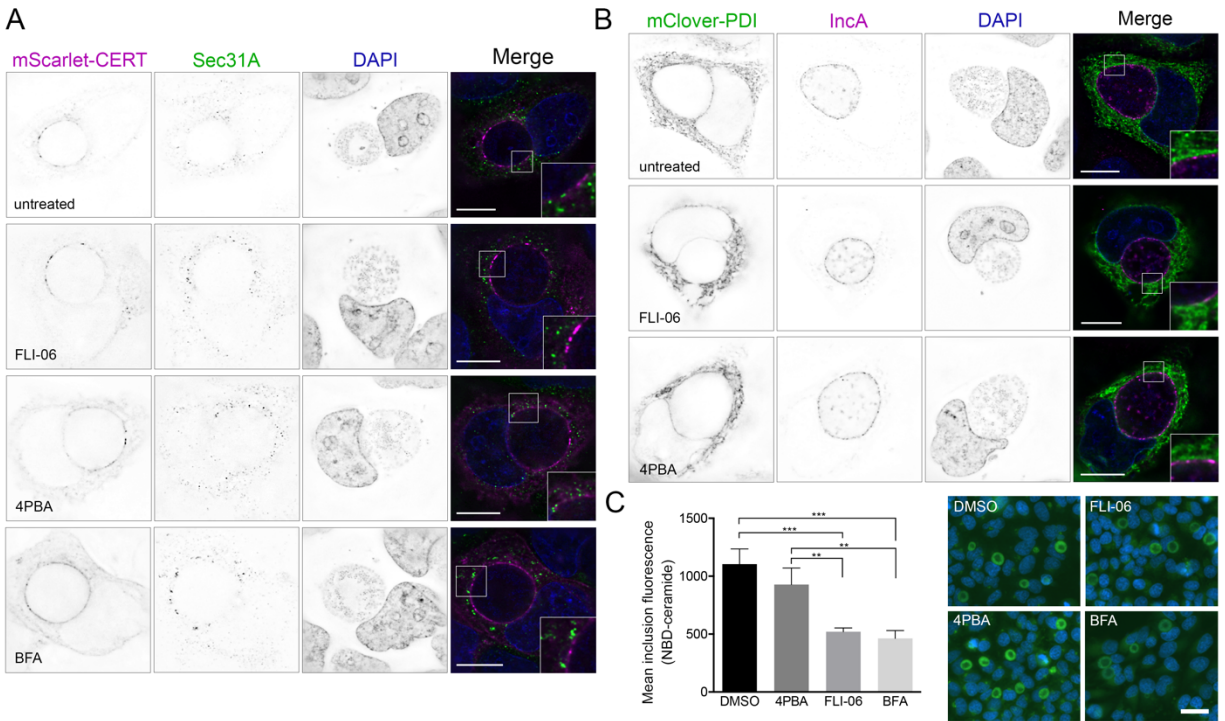 A
mScarlet-CERT Sec31A DAPI Merge
untreated
FLI-06
4PBA
BFA
B
mClover-PDI IncA DAPI Merge
untreated
FLI-06
4PBA
C
Mean inclusion fluorescence
(NBD-ceramide)
1500
1000
500
0
***
***
**
**
DMSO 4PBA FLI-06 BFA
DMSO FLI-06
4PBA BFA